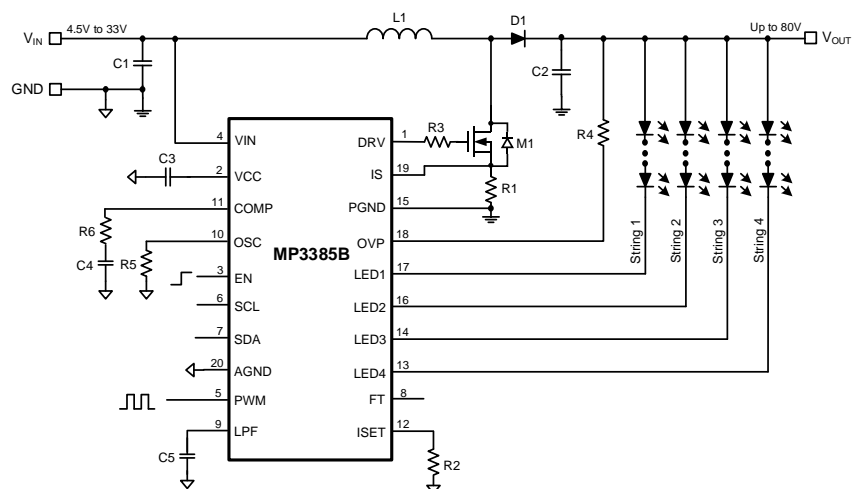 4.5V to 33V
L1
D1
Up to 80V
VIN
VOUT
C1
C2
GND
R4
4
VIN
DRV
1
R3
M1
C3
2
VCC
IS
19
R1
11
COMP
PGND
15
R6
10
OSC
OVP
18
C4
R5
MP3385B
3
EN
LED1
17
6
SCL
LED2
16
7
SDA
LED3
14
20
AGND
LED4
13
5
PWM
FT
8
9
LPF
ISET
12
C5
R2
String 1
String 2
String 3
String 4